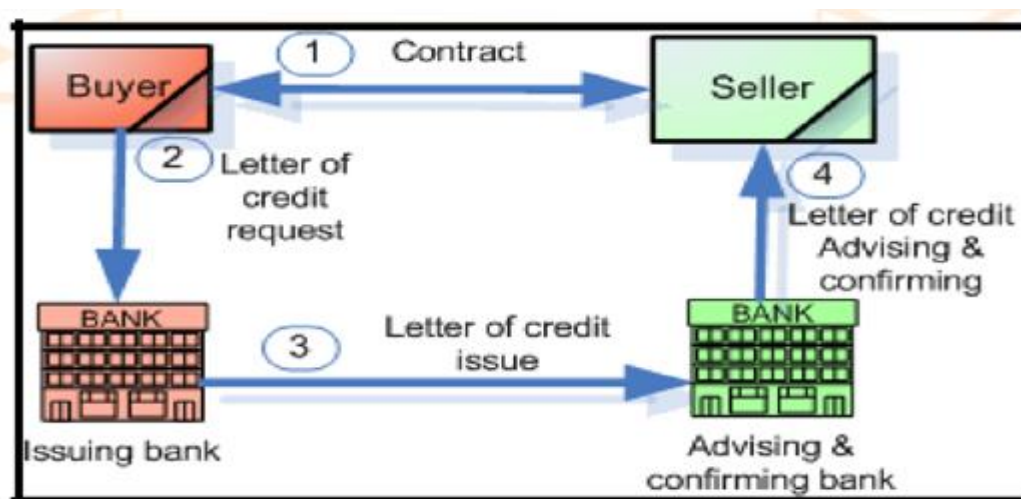 1
Contract
Buyer
Seller
2
Letter of
credit
request
4
Letter of credit
Advising &
confirming
BANK
BANK
3
Letter of credit
issue
Issuing bank
Advising &
confirming bank